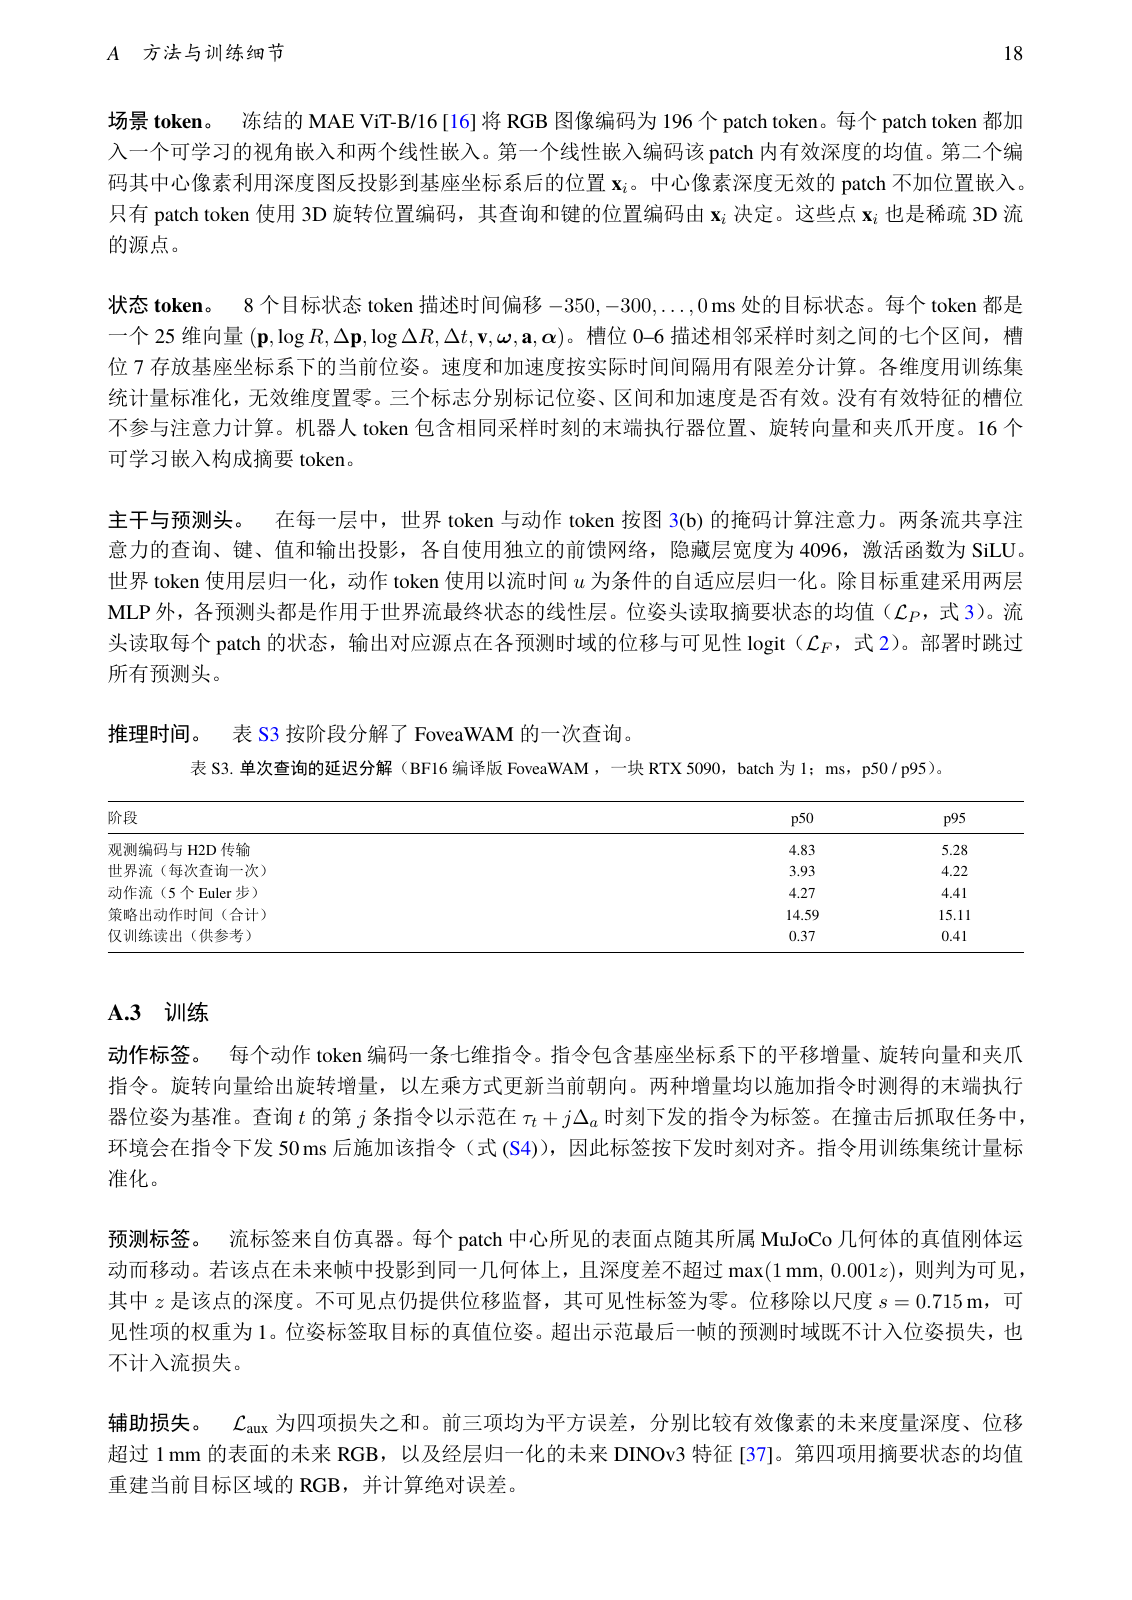 A 方法与训练细节 18
场景 token。 冻结的 MAE ViT-B/16 [16] 将 RGB 图像编码为 196 个 patch token。每个 patch token 都加
入一个可学习的视角嵌入和两个线性嵌入。第一个线性嵌入编码该 patch 内有效深度的均值。第二个编
码其中心像素利用深度图反投影到基座坐标系后的位置 xᵢ。中心像素深度无效的 patch 不加位置嵌入。
只有 patch token 使用 3D 旋转位置编码，其查询和键的位置编码由 xᵢ 决定。这些点 xᵢ 也是稀疏 3D 流
的源点。
状态 token。 8 个目标状态 token 描述时间偏移 −350, −300, . . . , 0 ms 处的目标状态。每个 token 都是
一个 25 维向量 (p, log R, Δp, log ΔR, Δt, v, ω, a, α)。槽位 0–6 描述相邻采样时刻之间的七个区间，槽
位 7 存放基座坐标系下的当前位姿。速度和加速度按实际时间间隔用有限差分计算。各维度用训练集
统计量标准化，无效维度置零。三个标志分别标记位姿、区间和加速度是否有效。没有有效特征的槽位
不参与注意力计算。机器人 token 包含相同采样时刻的末端执行器位置、旋转向量和夹爪开度。16 个
可学习嵌入构成摘要 token。
主干与预测头。 在每一层中，世界 token 与动作 token 按图 3(b) 的掩码计算注意力。两条流共享注
意力的查询、键、值和输出投影，各自使用独立的前馈网络，隐藏层宽度为 4096，激活函数为 SiLU。
世界 token 使用层归一化，动作 token 使用以流时间 u 为条件的自适应层归一化。除目标重建采用两层
MLP 外，各预测头都是作用于世界流最终状态的线性层。位姿头读取摘要状态的均值（ℒ_P，式 3）。流
头读取每个 patch 的状态，输出对应源点在各预测时域的位移与可见性 logit（ℒ_F，式 2）。部署时跳过
所有预测头。
推理时间。 表 S3 按阶段分解了 FoveaWAM 的一次查询。
表 S3. 单次查询的延迟分解（BF16 编译版 FoveaWAM ，一块 RTX 5090，batch 为 1；ms，p50 / p95）。
阶段 p50 p95
观测编码与 H2D 传输 4.83 5.28
世界流（每次查询一次） 3.93 4.22
动作流（5 个 Euler 步） 4.27 4.41
策略出动作时间（合计） 14.59 15.11
仅训练读出（供参考） 0.37 0.41
A.3 训练
动作标签。 每个动作 token 编码一条七维指令。指令包含基座坐标系下的平移增量、旋转向量和夹爪
指令。旋转向量给出旋转增量，以左乘方式更新当前朝向。两种增量均以施加指令时测得的末端执行
器位姿为基准。查询 t 的第 j 条指令以示范在 τₜ + jΔₐ 时刻下发的指令为标签。在撞击后抓取任务中，
环境会在指令下发 50 ms 后施加该指令（式 (S4)），因此标签按下发时刻对齐。指令用训练集统计量标
准化。
预测标签。 流标签来自仿真器。每个 patch 中心所见的表面点随其所属 MuJoCo 几何体的真值刚体运
动而移动。若该点在未来帧中投影到同一几何体上，且深度差不超过 max(1 mm, 0.001z)，则判为可见，
其中 z 是该点的深度。不可见点仍提供位移监督，其可见性标签为零。位移除以尺度 s = 0.715 m，可
见性项的权重为 1。位姿标签取目标的真值位姿。超出示范最后一帧的预测时域既不计入位姿损失，也
不计入流损失。
辅助损失。 ℒ_aux 为四项损失之和。前三项均为平方误差，分别比较有效像素的未来度量深度、位移
超过 1 mm 的表面的未来 RGB，以及经层归一化的未来 DINOv3 特征 [37]。第四项用摘要状态的均值
重建当前目标区域的 RGB，并计算绝对误差。